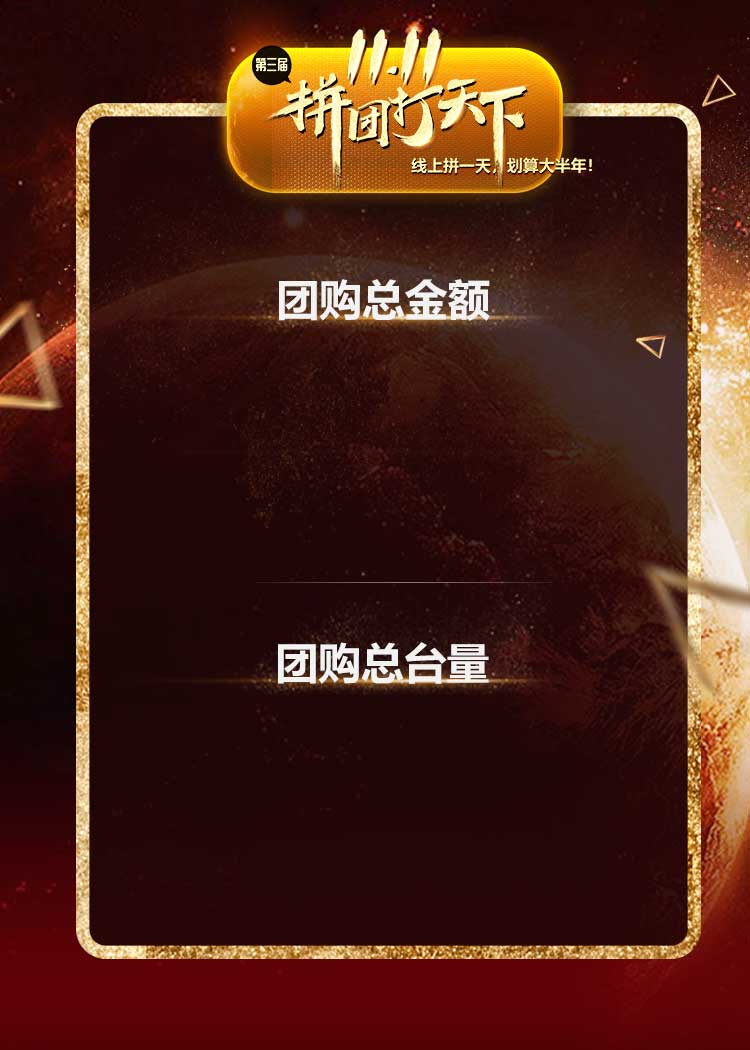 第三届
11.11
拼团打天下
线上拼一天，划算大半年！
团购总金额
团购总台量